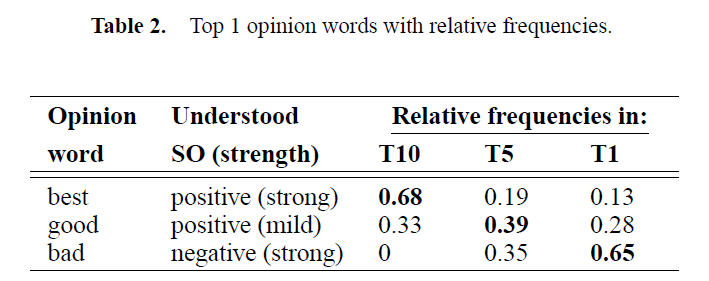 Table 2. Top 1 opinion words with relative frequencies.
Opinion Understood Relative frequencies in:
word SO (strength) T10 T5 T1
best positive (strong) 0.68 0.19 0.13
good positive (mild) 0.33 0.39 0.28
bad negative (strong) 0 0.35 0.65